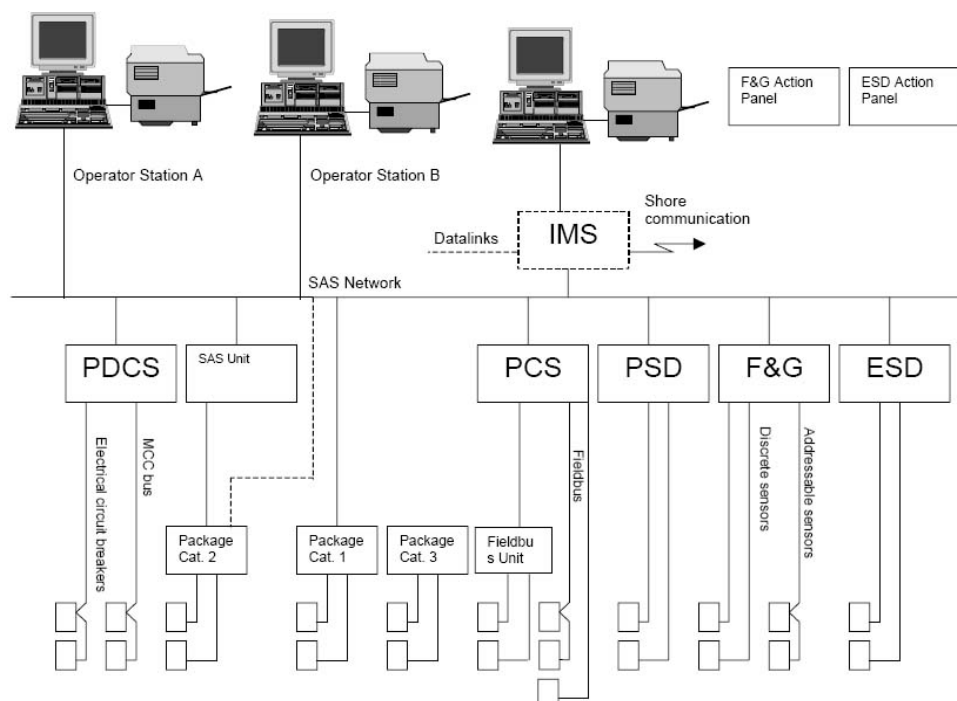 F&G Action
Panel
ESD Action
Panel
Operator Station A
Operator Station B
Shore
communication
Datalinks
IMS
SAS Network
PDCS
SAS Unit
PCS
PSD
F&G
ESD
Electrical circuit breakers
MCC bus
Fieldbus
Discrete sensors
Addressable sensors
Package
Cat. 2
Package
Cat. 1
Package
Cat. 3
Fieldbu
s Unit